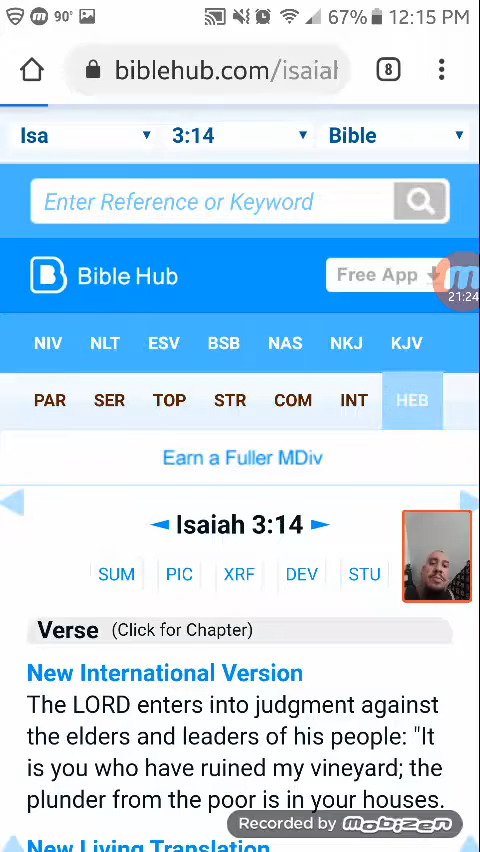 90° 67% 12:15 PM
biblehub.com/isaiah 8
Isa 3:14 Bible
Enter Reference or Keyword
Bible Hub Free App
21:24
NIV NLT ESV BSB NAS NKJ KJV
PAR SER TOP STR COM INT HEB
Earn a Fuller MDiv
Isaiah 3:14
SUM PIC XRF DEV STU
Verse (Click for Chapter)
New International Version
The LORD enters into judgment against
the elders and leaders of his people: "It
is you who have ruined my vineyard; the
plunder from the poor is in your houses.
Recorded by mobizen
New Living Translation